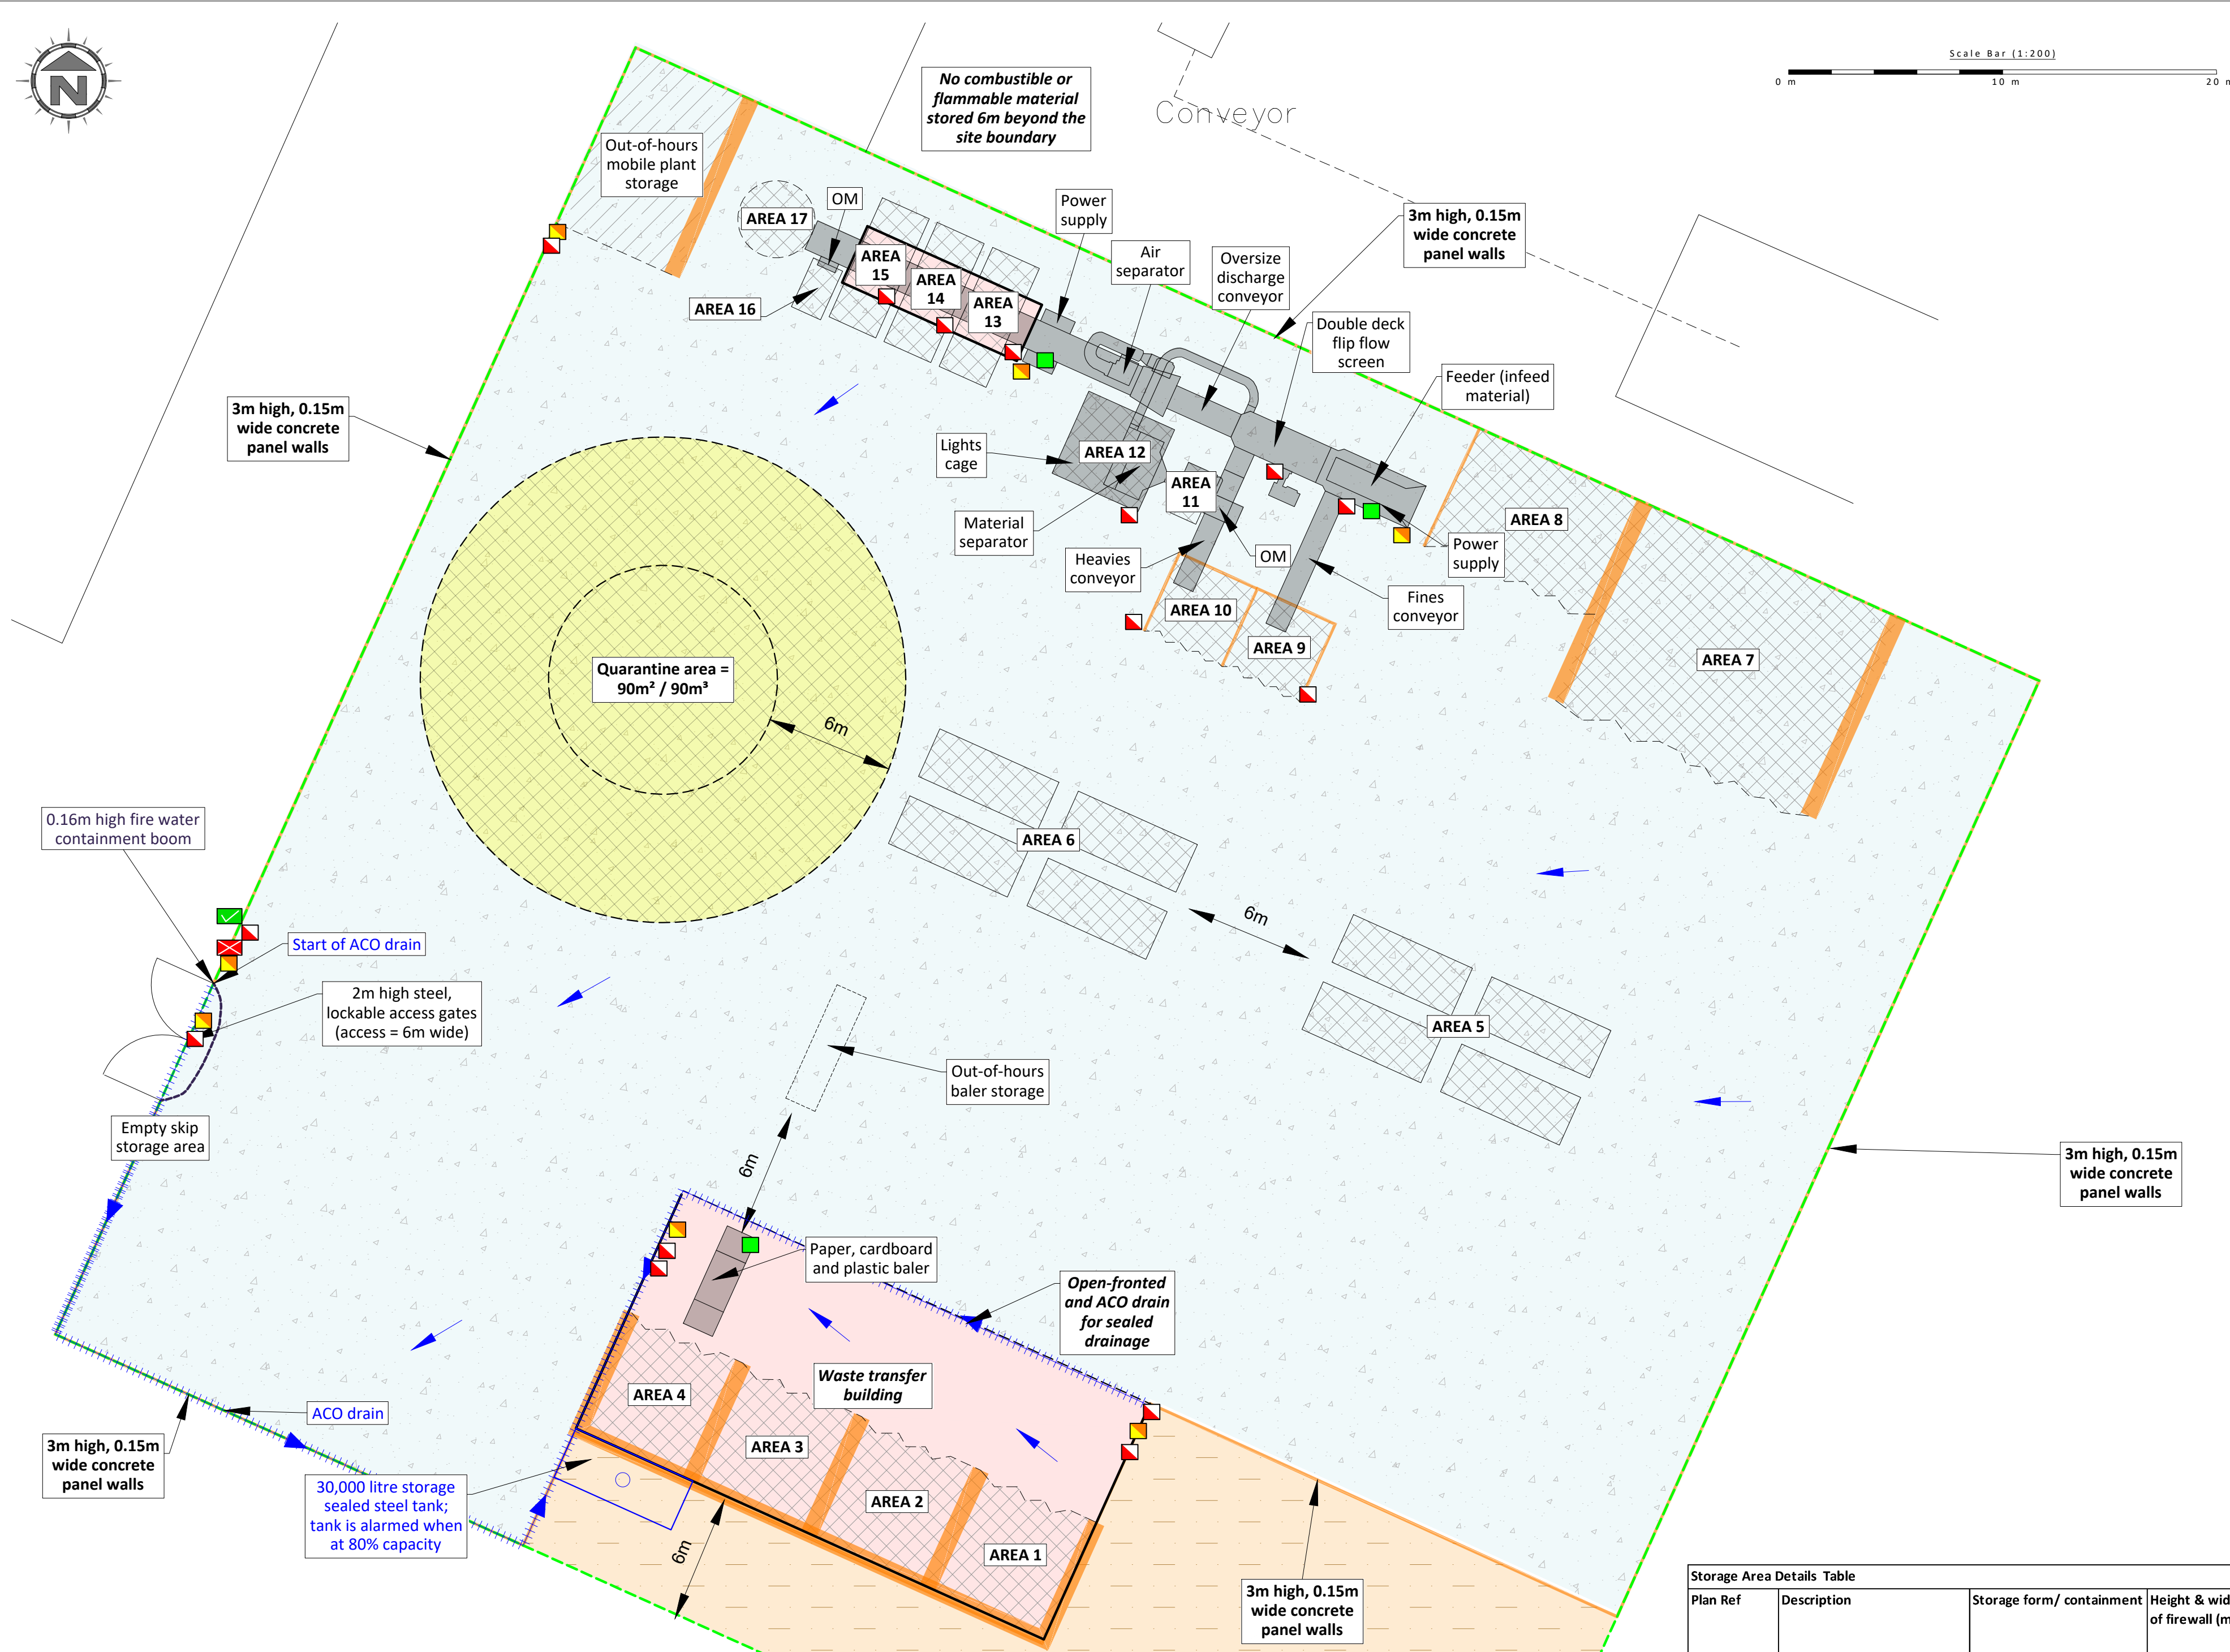 N
Scale Bar (1:200)
0 m
10 m
20 m
No combustible or
flammable material
stored 6m beyond the
site boundary
Conveyor
Out-of-hours
mobile plant
storage
AREA 17
OM
Power
supply
3m high, 0.15m
wide concrete
panel walls
AREA
15
AREA
14
AREA
13
AREA 16
Air
separator
Oversize
discharge
conveyor
Double deck
flip flow
screen
Feeder (infeed
material)
3m high, 0.15m
wide concrete
panel walls
Lights
cage
AREA 12
AREA
11
Material
separator
Heavies
conveyor
OM
AREA 8
Power
supply
Fines
conveyor
AREA 10
AREA 9
AREA 7
Quarantine area =
90m² / 90m³
6m
0.16m high fire water
containment boom
AREA 6
6m
Start of ACO drain
2m high steel,
lockable access gates
(access = 6m wide)
AREA 5
Out-of-hours
baler storage
Empty skip
storage area
6m
3m high, 0.15m
wide concrete
panel walls
Paper, cardboard
and plastic baler
Open-fronted
and ACO drain
for sealed
drainage
Waste transfer
building
AREA 4
ACO drain
AREA 3
3m high, 0.15m
wide concrete
panel walls
30,000 litre storage
sealed steel tank;
tank is alarmed when
at 80% capacity
AREA 2
AREA 1
6m
3m high, 0.15m
wide concrete
panel walls
Storage Area Details Table
Plan Ref
Description
Storage form/ containment
Height & wid
of firewall (m